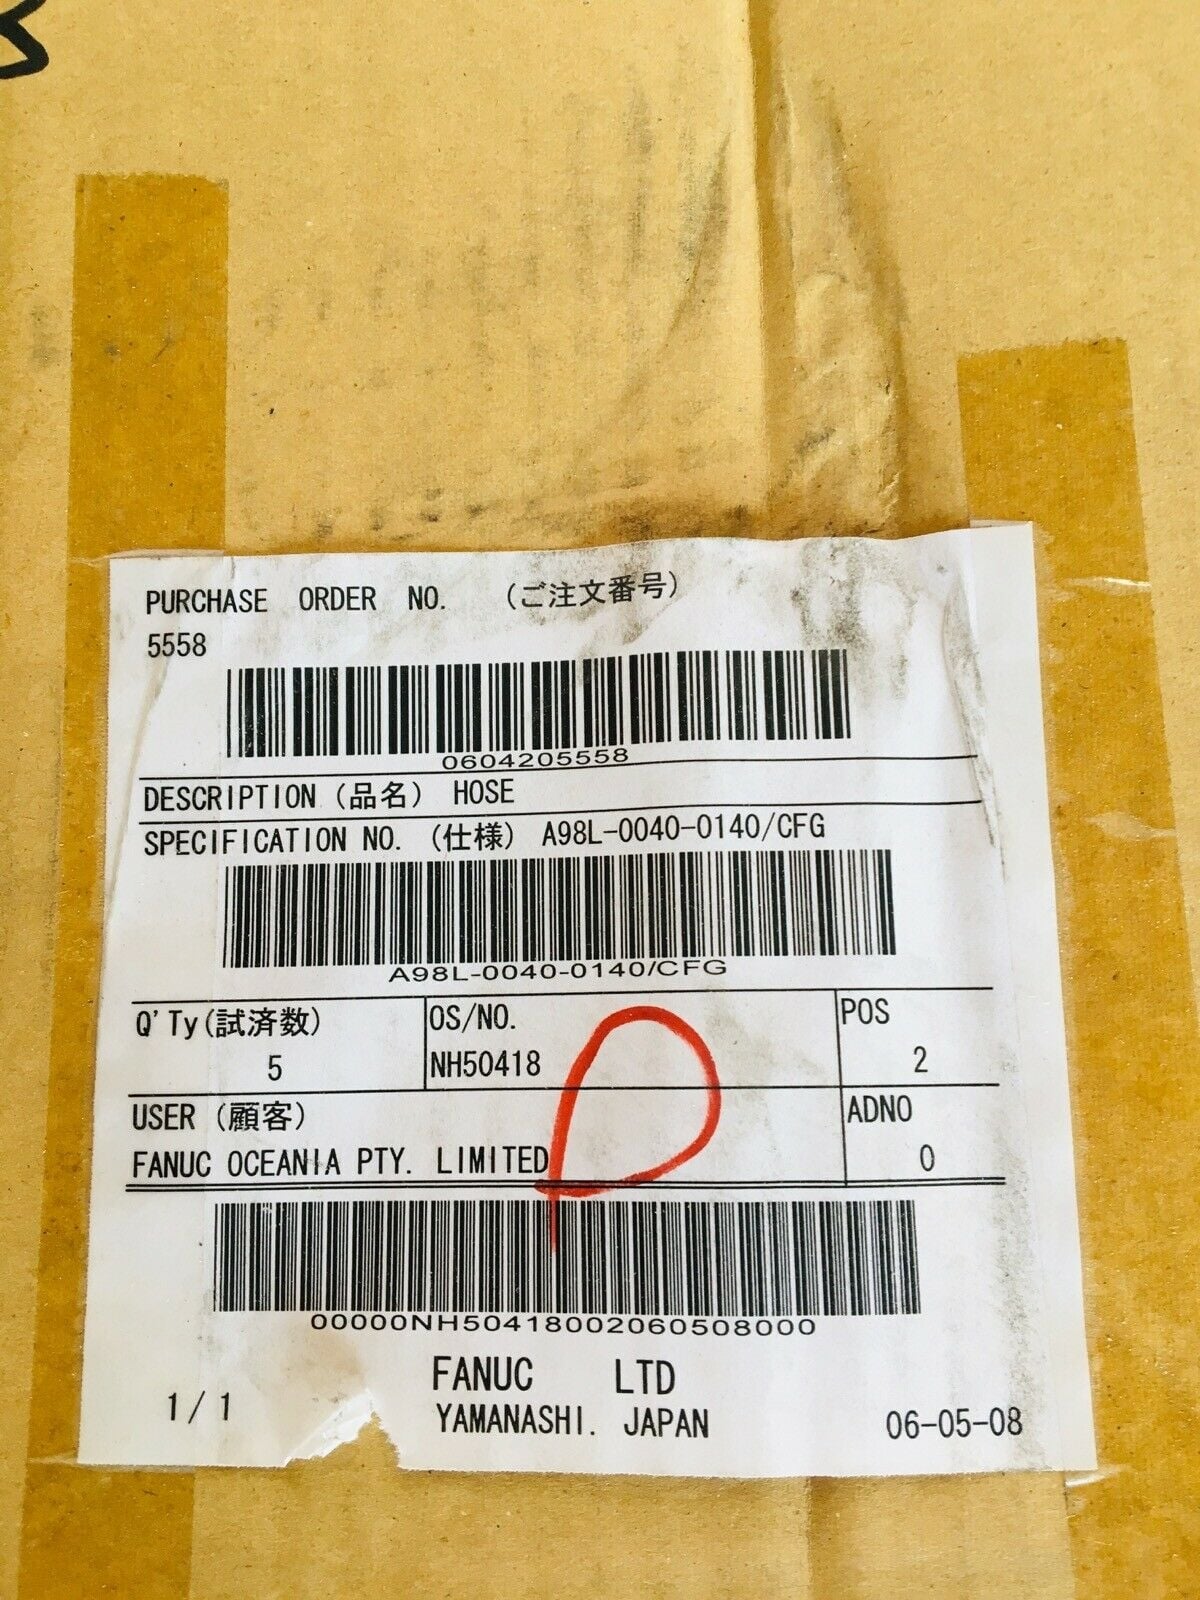 PURCHASE ORDER NO. (ご注文番号)
5558
0604205558
DESCRIPTION (品名) HOSE
SPECIFICATION NO. (仕様) A98L-0040-0140/CFG
A98L-0040-0140/CFG
Q'Ty(試済数) OS/NO. POS
5 NH50418 2
USER (顧客) ADNO
FANUC OCEANIA PTY. LIMITED 0
00000NH50418002060508000
FANUC LTD
1/1 YAMANASHI. JAPAN 06-05-08